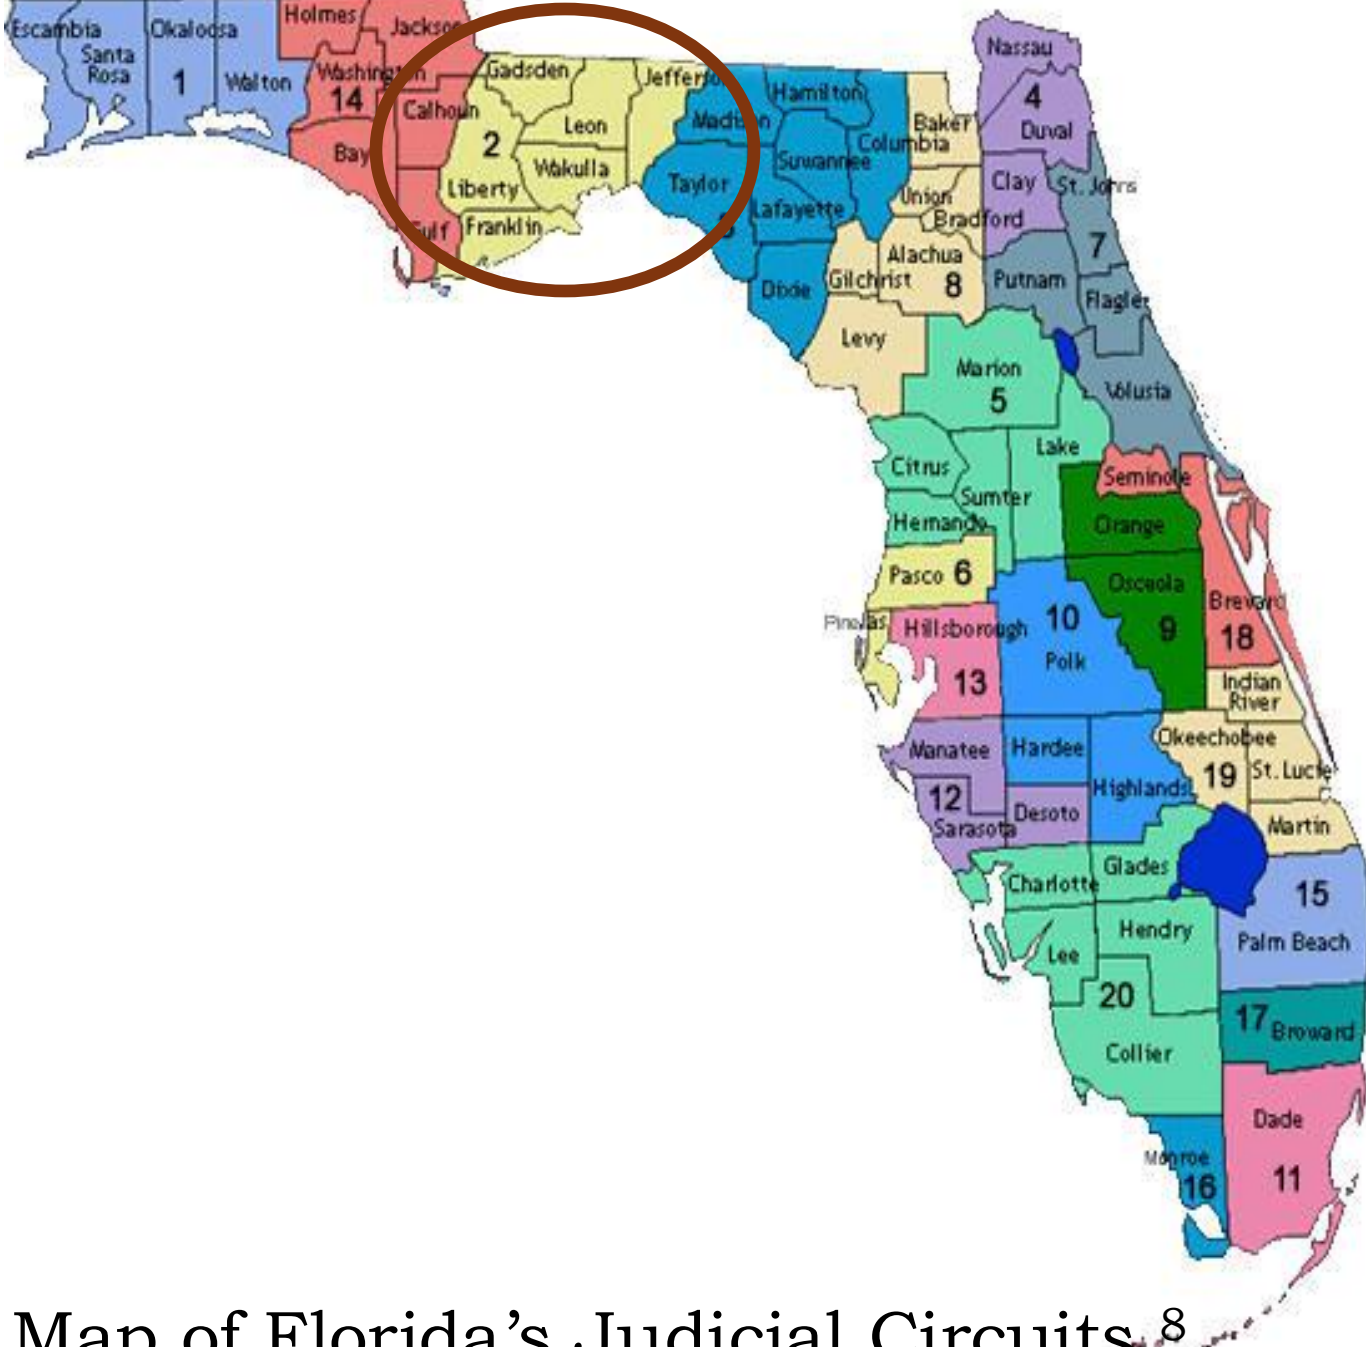 Holmes
Escambia
Okaloosa
Jackson
Santa
Rosa
1
Walton
Washington
14
Calhoun
Bay
Gulf
Gadsden
Jefferson
Leon
2
Wakulla
Liberty
Franklin
Hamilton
Madison
Columbia
Suwannee
Taylor
Lafayette
3
Dixie
Nassau
4
Duval
Baker
Clay
St. Johns
Union
Bradford
7
Alachua
Gilchrist
8
Putnam
Flagler
Levy
Marion
5
Volusia
Lake
Citrus
Sumter
Hernando
Seminole
Orange
Pasco 6
Osceola
Pinellas
Hillsborough
10
9
Brevard
18
Polk
13
Indian
River
Manatee
Hardee
Okeechobee
19
St. Lucie
Highlands
12
Desoto
Sarasota
Martin
Glades
Charlotte
15
Hendry
Palm Beach
Lee
20
17 Broward
Collier
Dade
Monroe
16
11
Map of Florida’s Judicial Circuits 8